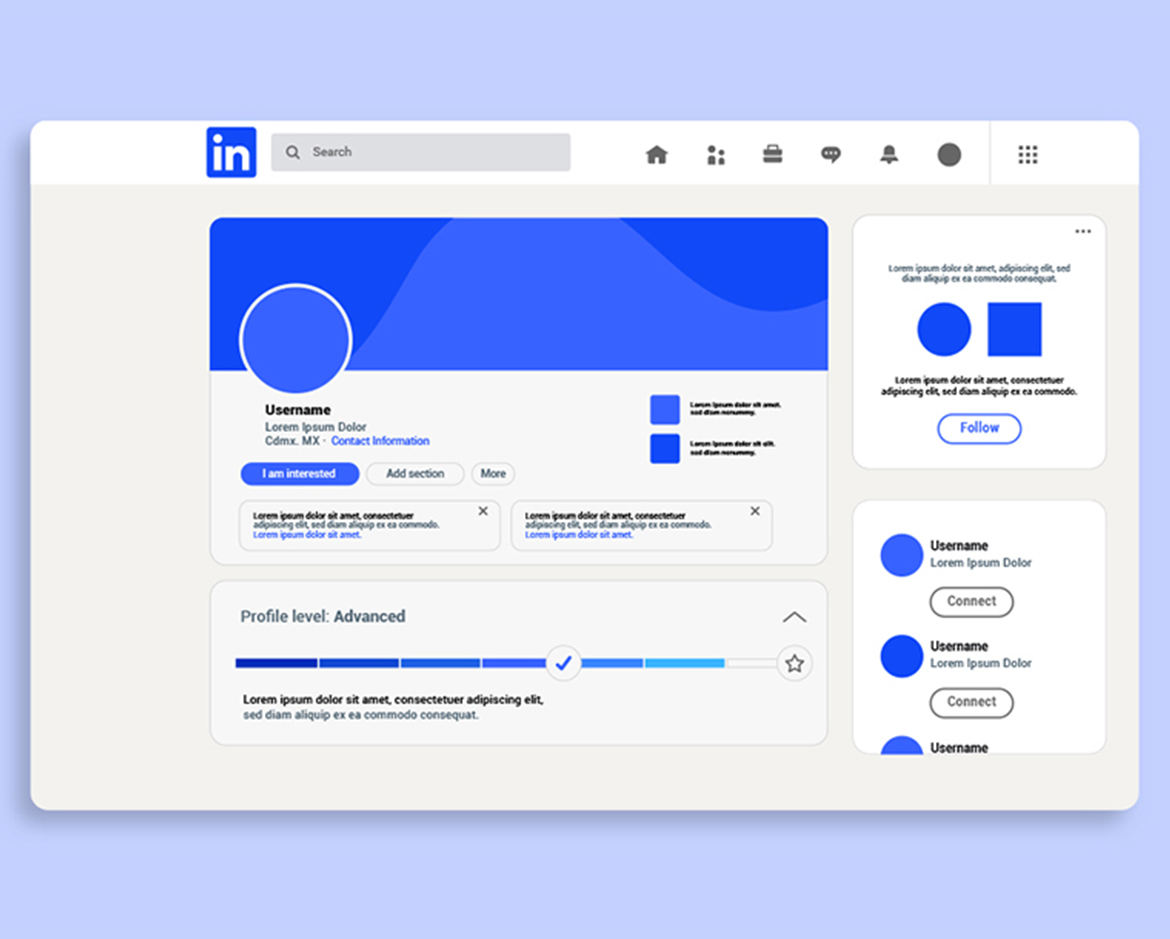 in
Search
Username
Lorem Ipsum Dolor
Cdmx. MX · Contact Information
I am interested
Add section
More
Lorem ipsum dolor sit amet.
sed diam nonummy.
Lorem ipsum dolor sit elit.
sed diam nonummy.
Lorem ipsum dolor sit amet, consectetuer
adipiscing elit, sed diam aliquip ex ea commodo.
Lorem ipsum dolor sit amet.
Lorem ipsum dolor sit amet, consectetuer
adipiscing elit, sed diam aliquip ex ea commodo.
Lorem ipsum dolor sit amet.
Profile level: Advanced
Lorem ipsum dolor sit amet, consectetuer adipiscing elit,
sed diam aliquip ex ea commodo consequat.
Lorem ipsum dolor sit amet, adipiscing elit, sed
diam aliquip ex ea commodo consequat.
Lorem ipsum dolor sit amet, consectetuer
adipiscing elit, sed diam aliquip ex ea commodo.
Follow
Username
Lorem Ipsum Dolor
Connect
Username
Lorem Ipsum Dolor
Connect
Username